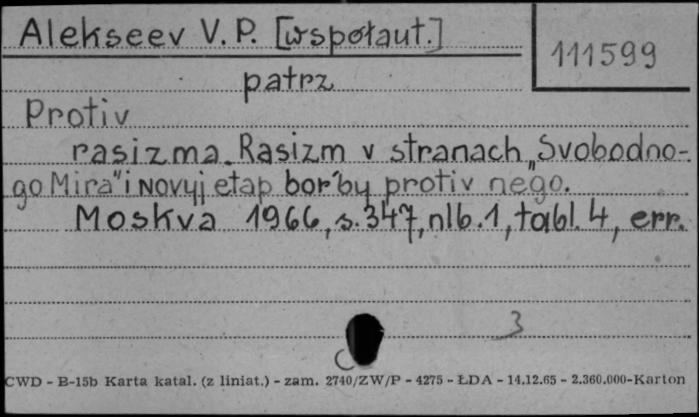 Alekseev V. P. [współaut.]
111599
patrz
Protiv
rasizma. Rasizm v stranach „Svobodno-
go Mira" i novyj etap bor'by protiv nego.
Moskva 1966, s. 347, nlb. 1, tabl. 4, err.
3
CWD - B-15b Karta katal. (z liniat.) - zam. 2740/ZW/P - 4275 - ŁDA - 14.12.65 - 2.360.000-Karton